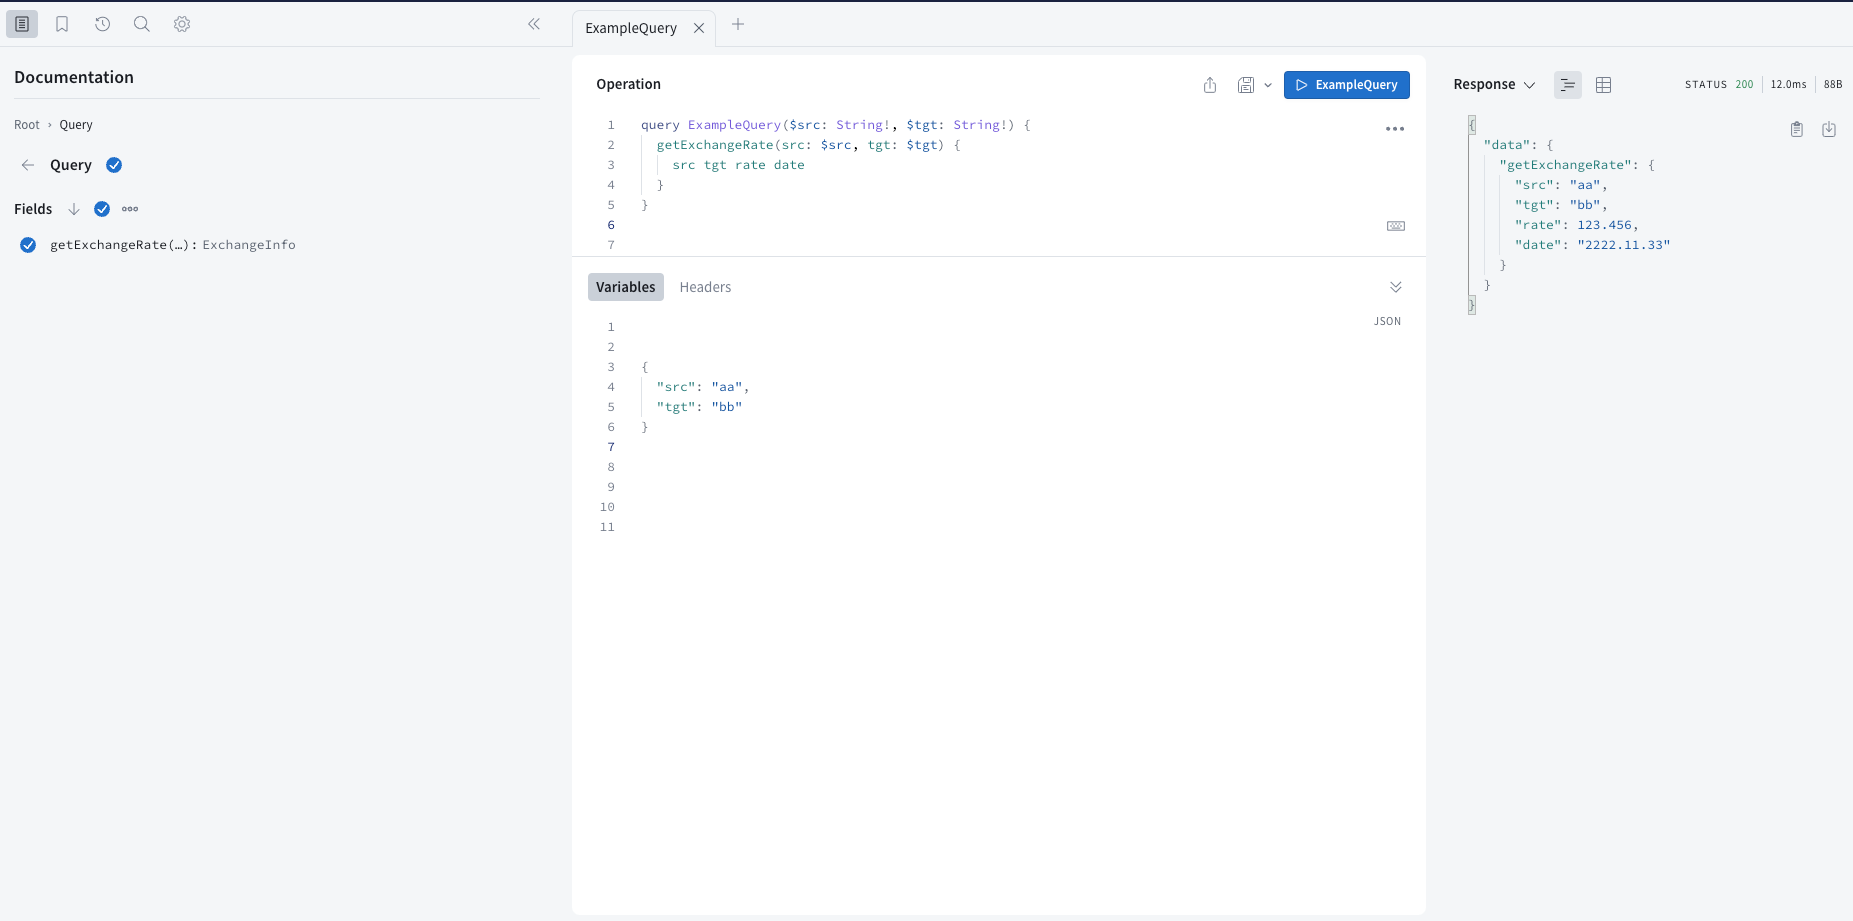 ExampleQuery
Documentation
Root › Query
Query
Fields
getExchangeRate(…): ExchangeInfo
Operation
ExampleQuery
1 query ExampleQuery($src: String!, $tgt: String!) {
2 getExchangeRate(src: $src, tgt: $tgt) {
3 src tgt rate date
4 }
5 }
6
7
Variables Headers
JSON
1
2
3 {
4 "src": "aa",
5 "tgt": "bb"
6 }
7
8
9
10
11
Response
STATUS 200 12.0ms 88B
{
"data": {
"getExchangeRate": {
"src": "aa",
"tgt": "bb",
"rate": 123.456,
"date": "2222.11.33"
}
}
}